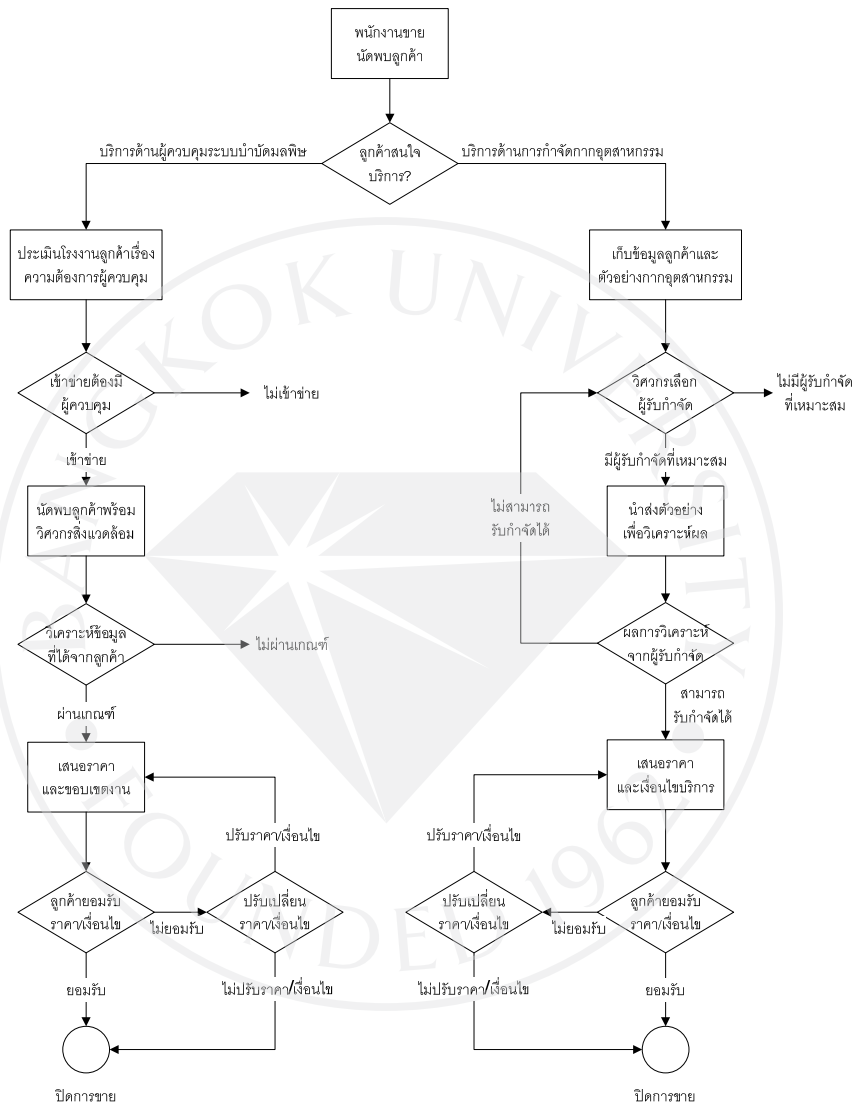 พนักงานขาย
นัดพบลูกค้า
บริการด้านผู้ควบคุมระบบบำบัดมลพิษ
ลูกค้าสนใจ
บริการ?
บริการด้านการกำจัดกากอุตสาหกรรม
ประเมินโรงงานลูกค้าเรื่อง
ความต้องการผู้ควบคุม
เก็บข้อมูลลูกค้าและ
ตัวอย่างกากอุตสาหกรรม
เข้าข่ายต้องมี
ผู้ควบคุม
ไม่เข้าข่าย
วิศวกรเลือก
ผู้รับกำจัด
ไม่มีผู้รับกำจัด
ที่เหมาะสม
เข้าข่าย
มีผู้รับกำจัดที่เหมาะสม
นัดพบลูกค้าพร้อม
วิศวกรสิ่งแวดล้อม
ไม่สามารถ
รับกำจัดได้
นำส่งตัวอย่าง
เพื่อวิเคราะห์ผล
วิเคราะห์ข้อมูล
ที่ได้จากลูกค้า
ไม่ผ่านเกณฑ์
ผลการวิเคราะห์
จากผู้รับกำจัด
ผ่านเกณฑ์
สามารถ
รับกำจัดได้
เสนอราคา
และขอบเขตงาน
เสนอราคา
และเงื่อนไขบริการ
ปรับราคา/เงื่อนไข
ปรับราคา/เงื่อนไข
ลูกค้ายอมรับ
ราคา/เงื่อนไข
ไม่ยอมรับ
ปรับเปลี่ยน
ราคา/เงื่อนไข
ปรับเปลี่ยน
ราคา/เงื่อนไข
ไม่ยอมรับ
ลูกค้ายอมรับ
ราคา/เงื่อนไข
ยอมรับ
ไม่ปรับราคา/เงื่อนไข
ไม่ปรับราคา/เงื่อนไข
ยอมรับ
ปิดการขาย
ปิดการขาย
BANGKOK UNIVERSITY
FOUNDED 1962